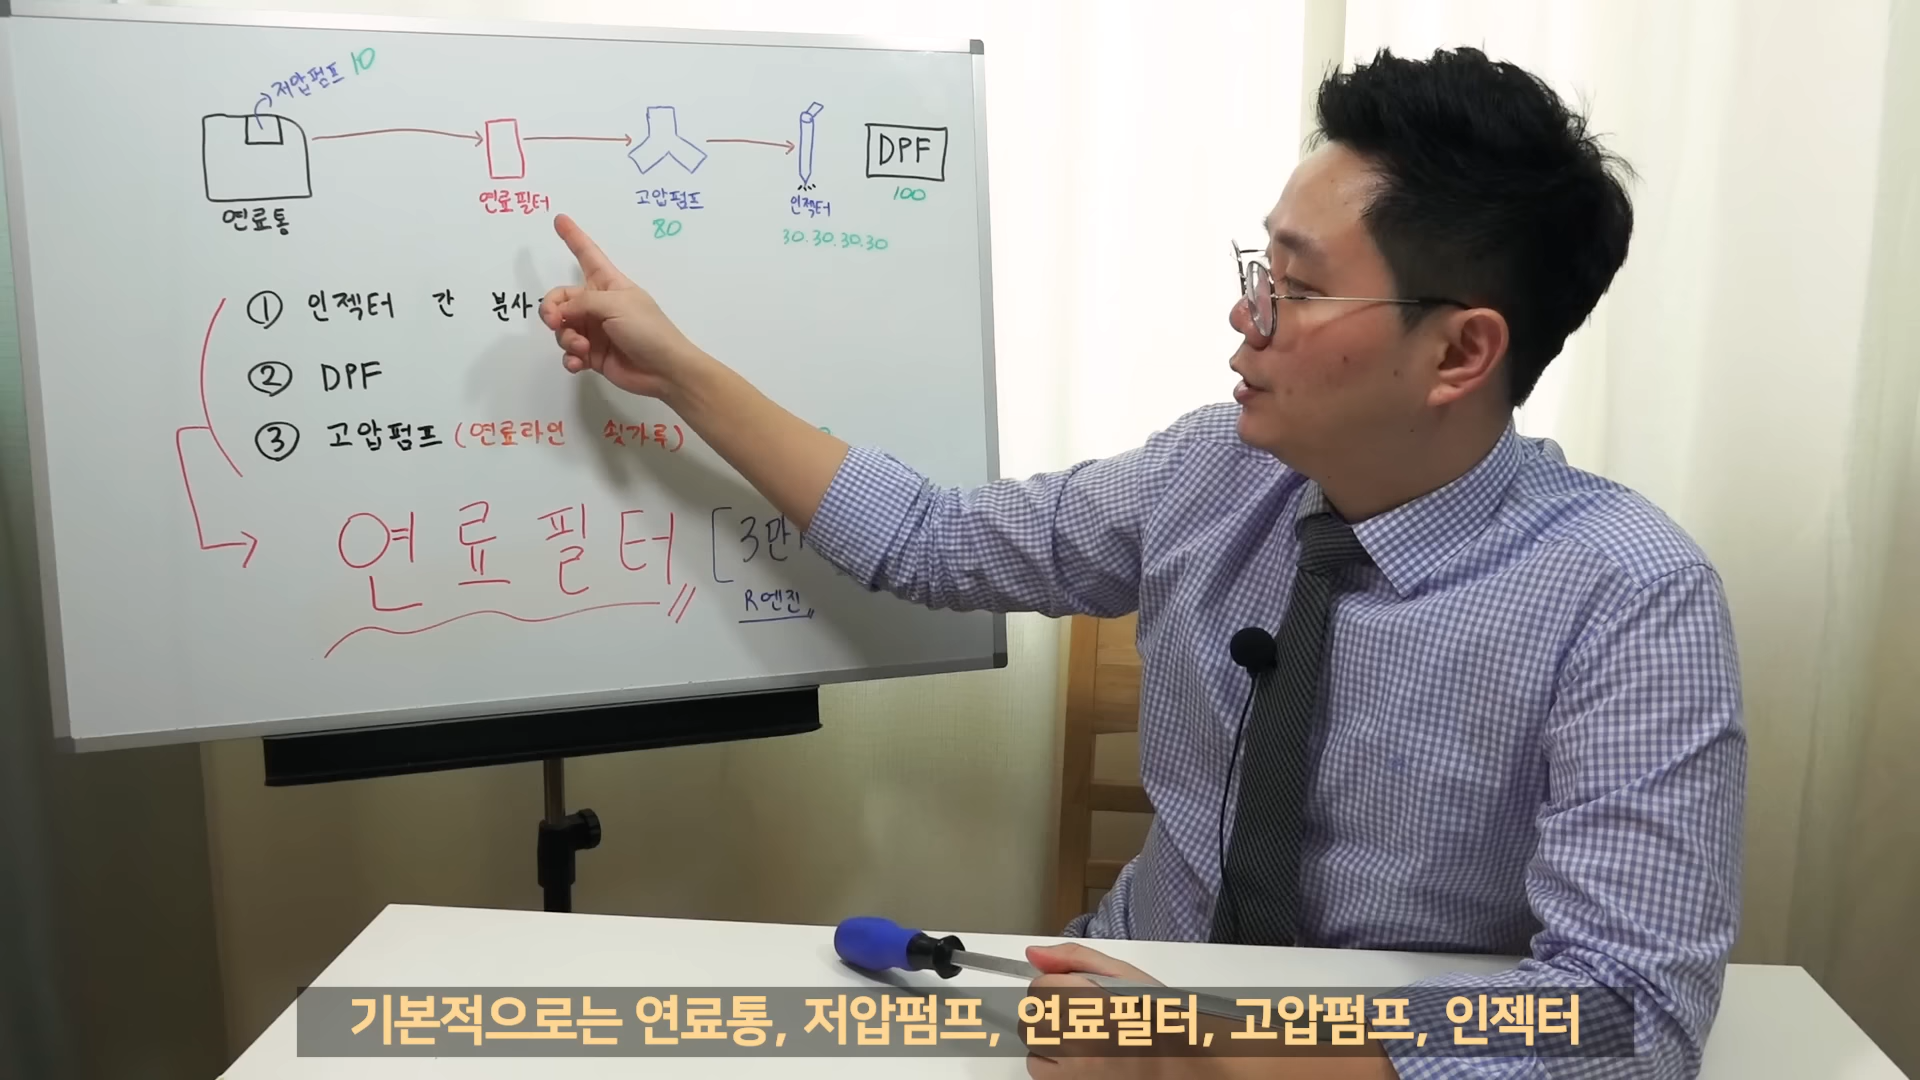 저압펌프 10
연료통
연료필터
고압펌프
80
인젝터
30.30.30.30
DPF
100
① 인젝터 간 분사
② DPF
③ 고압펌프 (연료라인 쇳가루)
연료필터 [3만
R엔진
기본적으로는 연료통, 저압펌프, 연료필터, 고압펌프, 인젝터